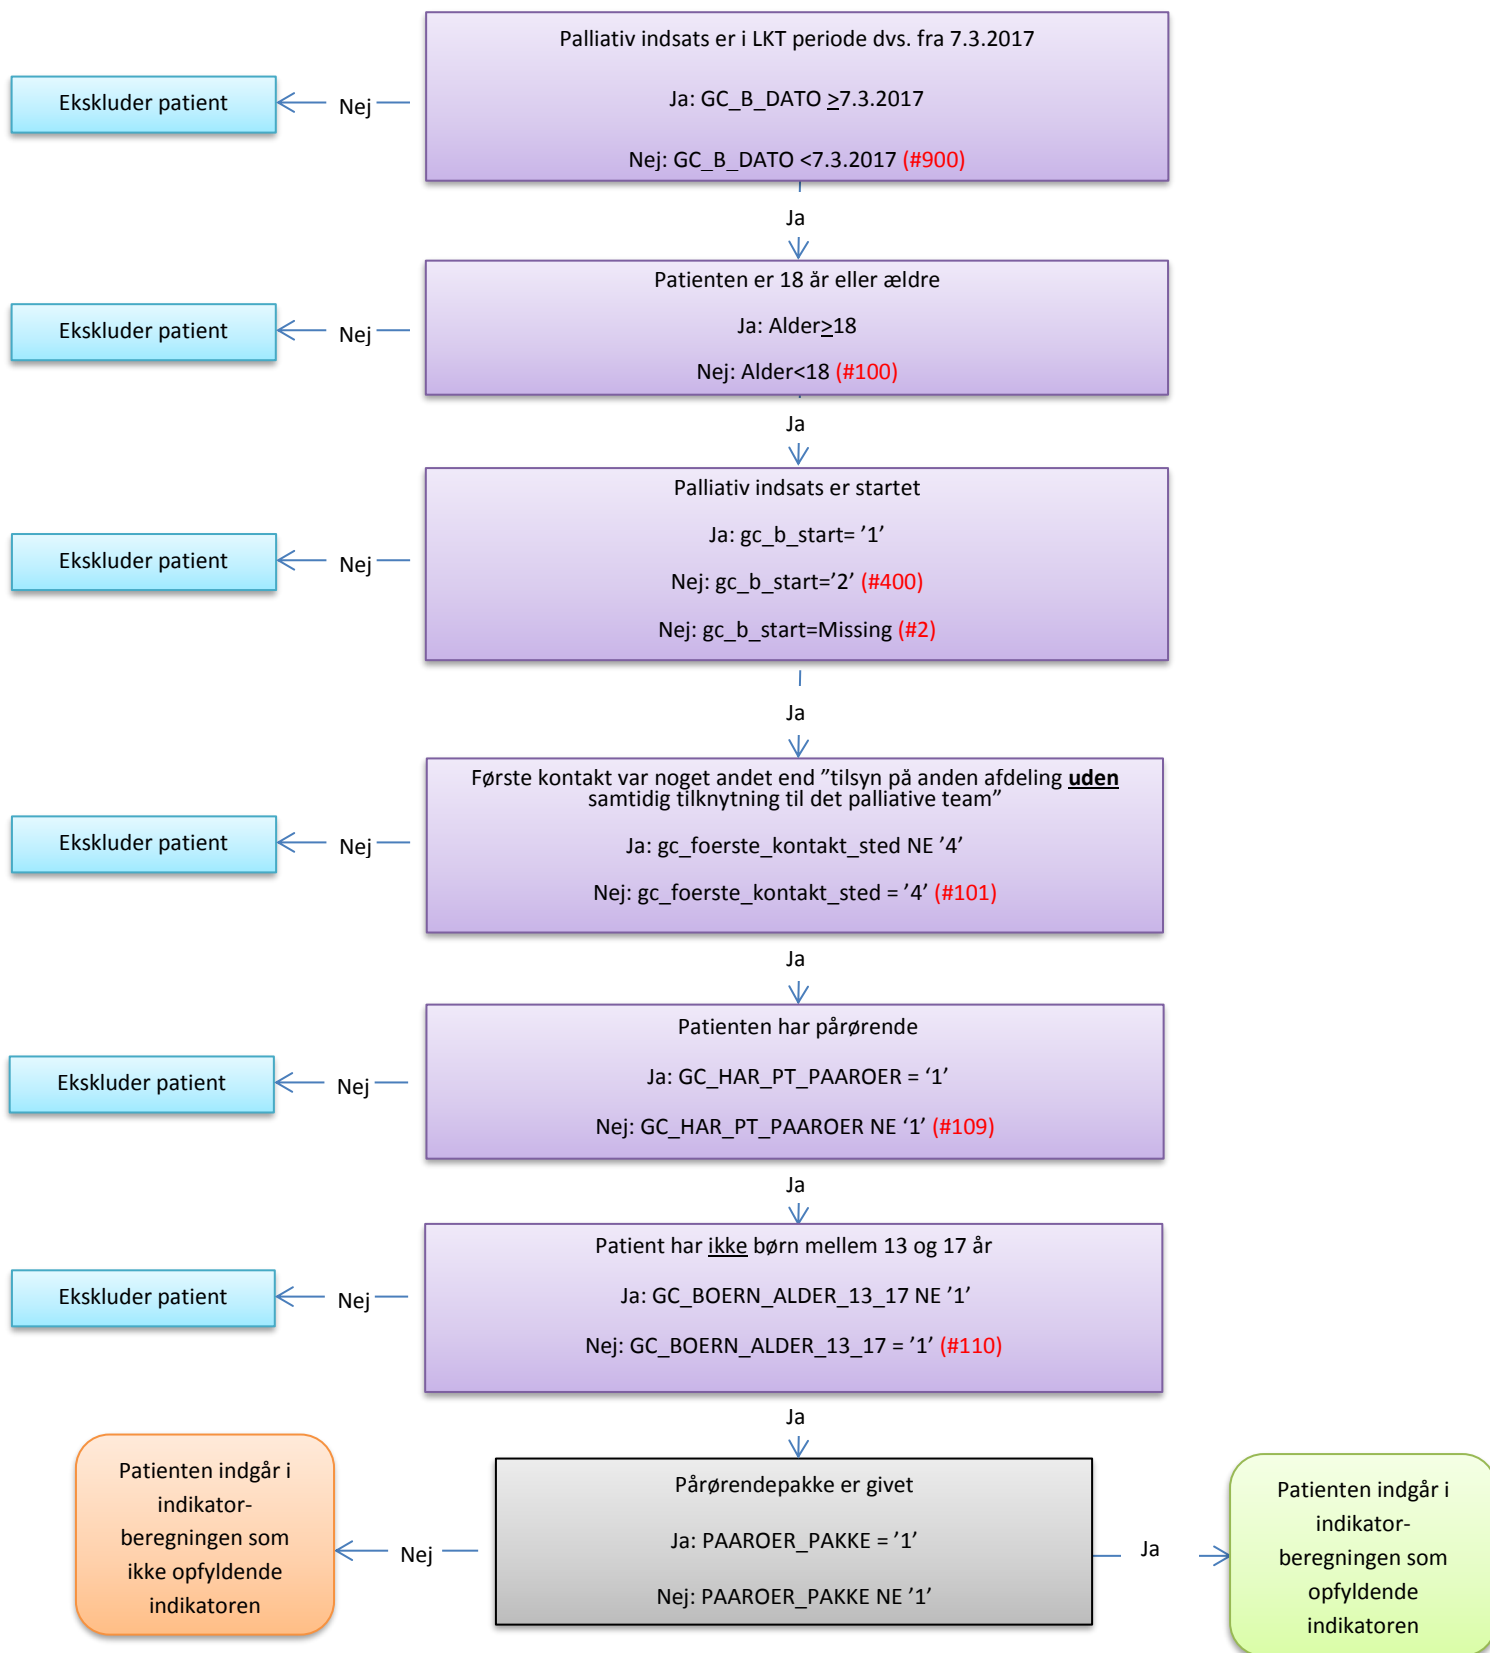 Palliativ indsats er i LKT periode dvs. fra 7.3.2017
Ekskluder patient
Nej
Ja: GC_B_DATO ≥7.3.2017
Nej: GC_B_DATO <7.3.2017 (#900)
Ja
Patienten er 18 år eller ældre
Ekskluder patient
Nej
Ja: Alder≥18
Nej: Alder<18 (#100)
Ja
Palliativ indsats er startet
Ja: gc_b_start= ’1’
Ekskluder patient
Nej
Nej: gc_b_start=’2’ (#400)
Nej: gc_b_start=Missing (#2)
Ja
Første kontakt var noget andet end ”tilsyn på anden afdeling uden
samtidig tilknytning til det palliative team”
Ekskluder patient
Nej
Ja: gc_foerste_kontakt_sted NE ’4’
Nej: gc_foerste_kontakt_sted = ’4’ (#101)
Ja
Patienten har pårørende
Ekskluder patient
Nej
Ja: GC_HAR_PT_PAAROER = ‘1’
Nej: GC_HAR_PT_PAAROER NE ‘1’ (#109)
Ja
Patient har ikke børn mellem 13 og 17 år
Ekskluder patient
Nej
Ja: GC_BOERN_ALDER_13_17 NE ’1’
Nej: GC_BOERN_ALDER_13_17 = ’1’ (#110)
Ja
Patienten indgår i
indikator-
beregningen som
ikke opfyldende
indikatoren
Nej
Pårørendepakke er givet
Ja: PAAROER_PAKKE = ’1’
Nej: PAAROER_PAKKE NE ’1’
Ja
Patienten indgår i
indikator-
beregningen som
opfyldende
indikatoren